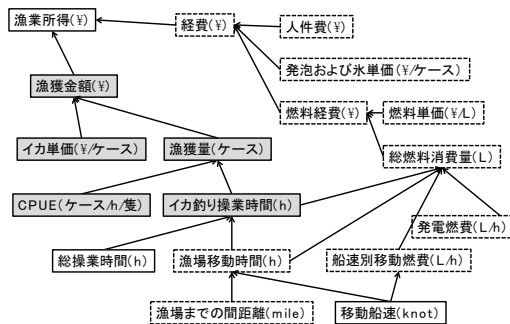 漁業所得(¥)
経費(¥)
人件費(¥)
発泡および氷単価(¥/ケース)
漁獲金額(¥)
燃料経費(¥)
燃料単価(¥/L)
イカ単価(¥/ケース)
漁獲量(ケース)
総燃料消費量(L)
CPUE(ケース/h/隻)
イカ釣り操業時間(h)
発電燃費(L/h)
総操業時間(h)
漁場移動時間(h)
船速別移動燃費(L/h)
漁場までの間距離(mile)
移動船速(knot)